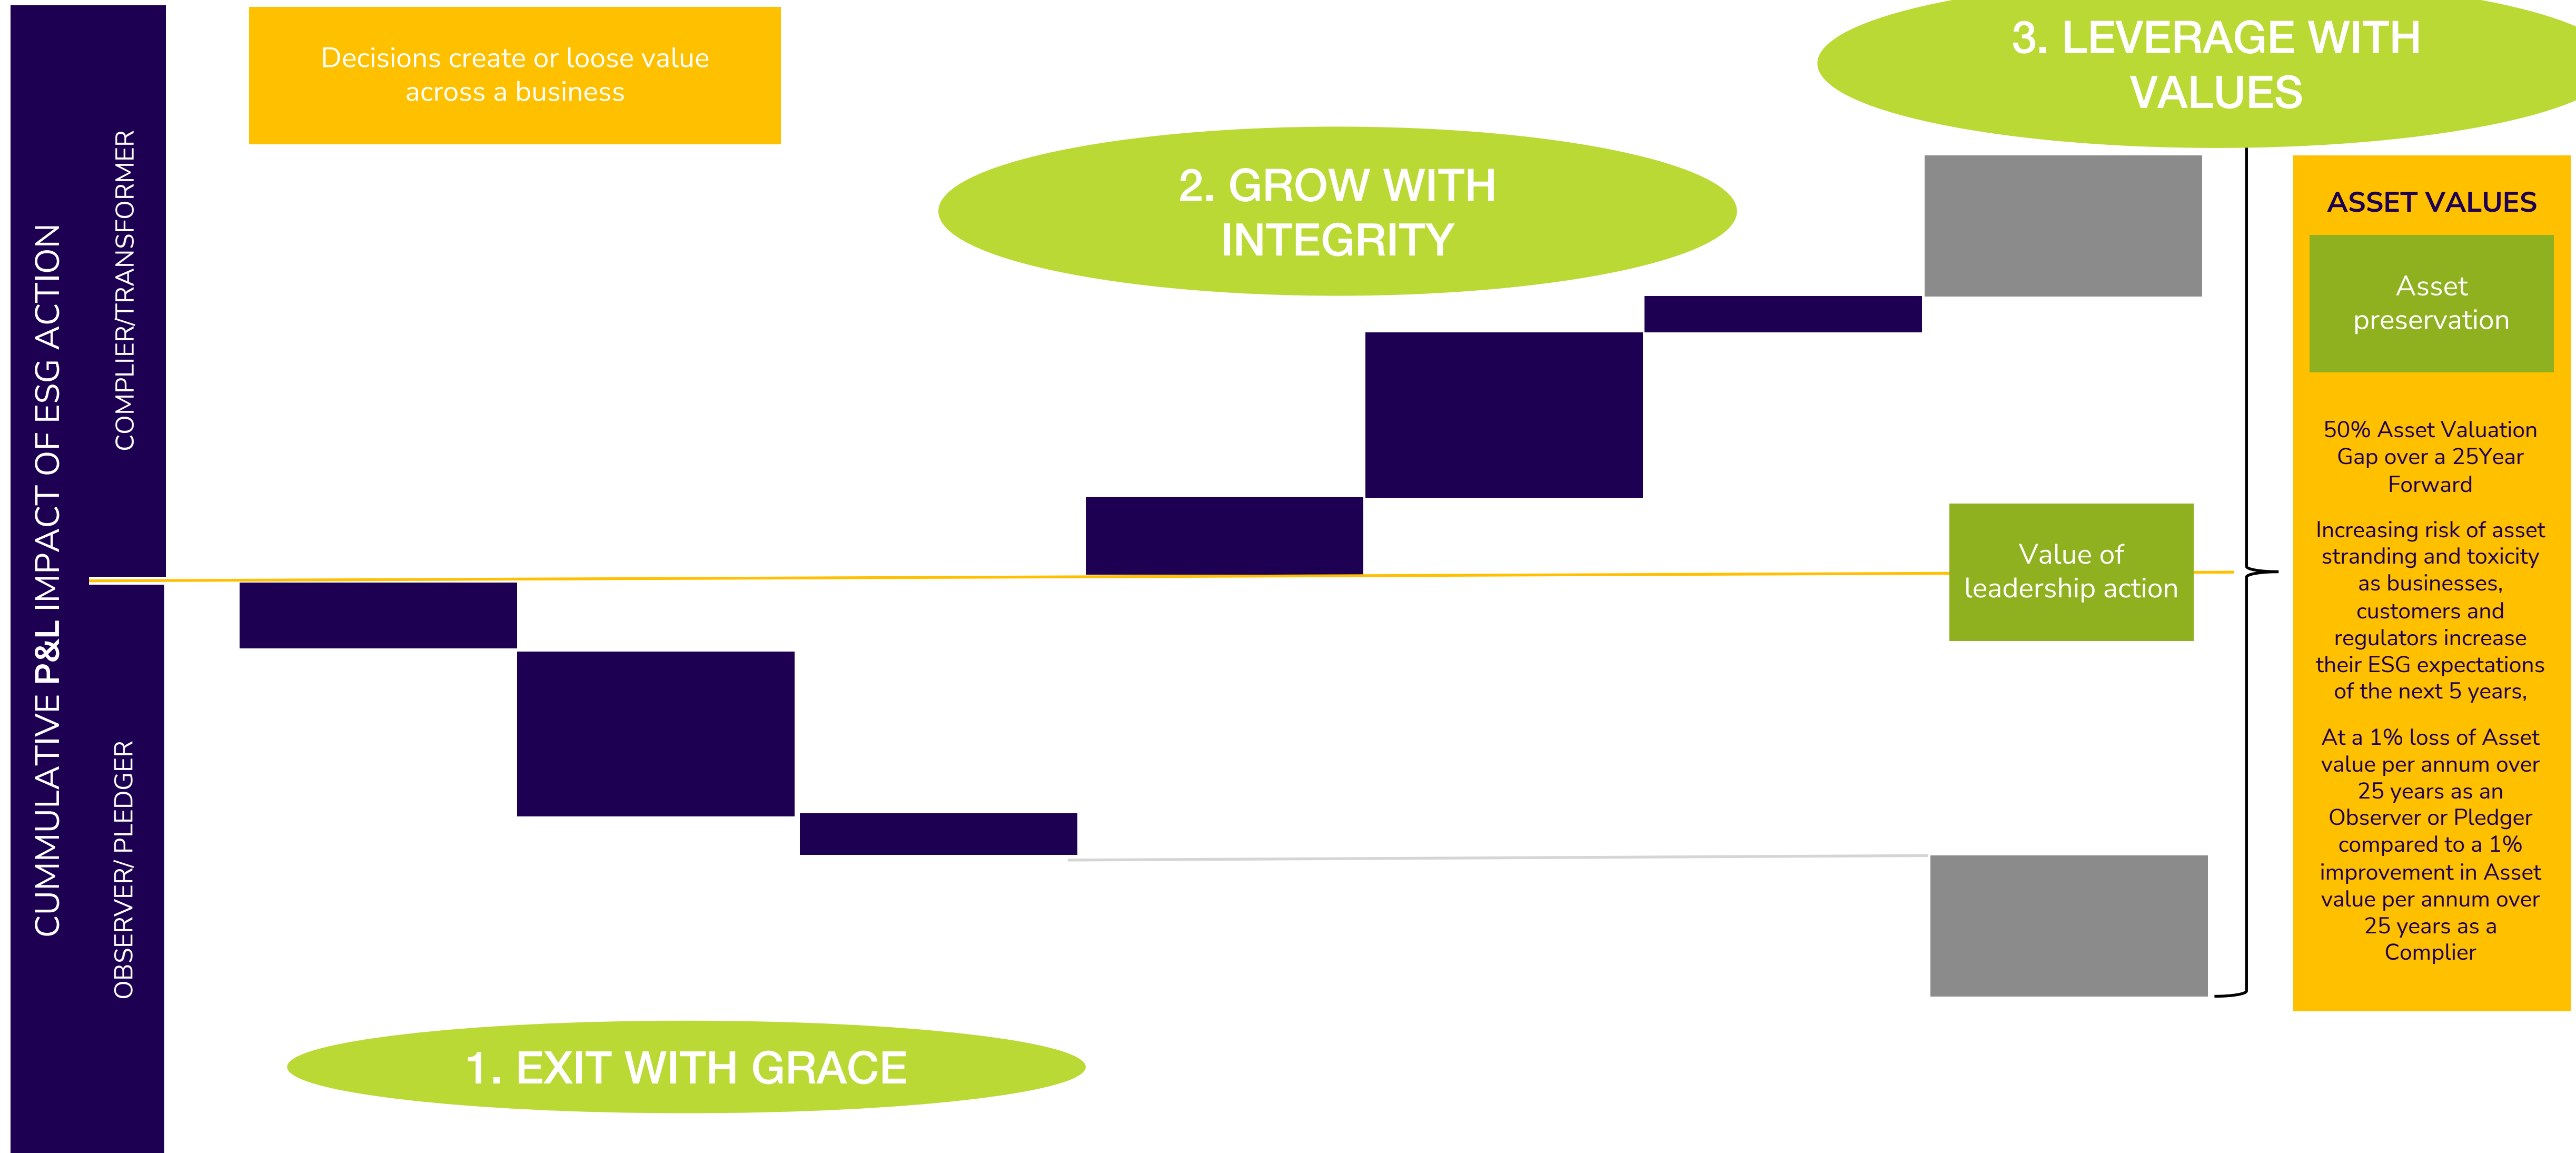 CUMMULATIVE P&L IMPACT OF ESG ACTION
COMPLIER/TRANSFORMER
OBSERVER/ PLEDGER
Decisions create or loose value
across a business
1. EXIT WITH GRACE
2. GROW WITH
INTEGRITY
3. LEVERAGE WITH
VALUES
Value of
leadership action
ASSET VALUES
Asset
preservation
50% Asset Valuation
Gap over a 25Year
Forward
Increasing risk of asset
stranding and toxicity
as businesses,
customers and
regulators increase
their ESG expectations
of the next 5 years,
At a 1% loss of Asset
value per annum over
25 years as an
Observer or Pledger
compared to a 1%
improvement in Asset
value per annum over
25 years as a
Complier